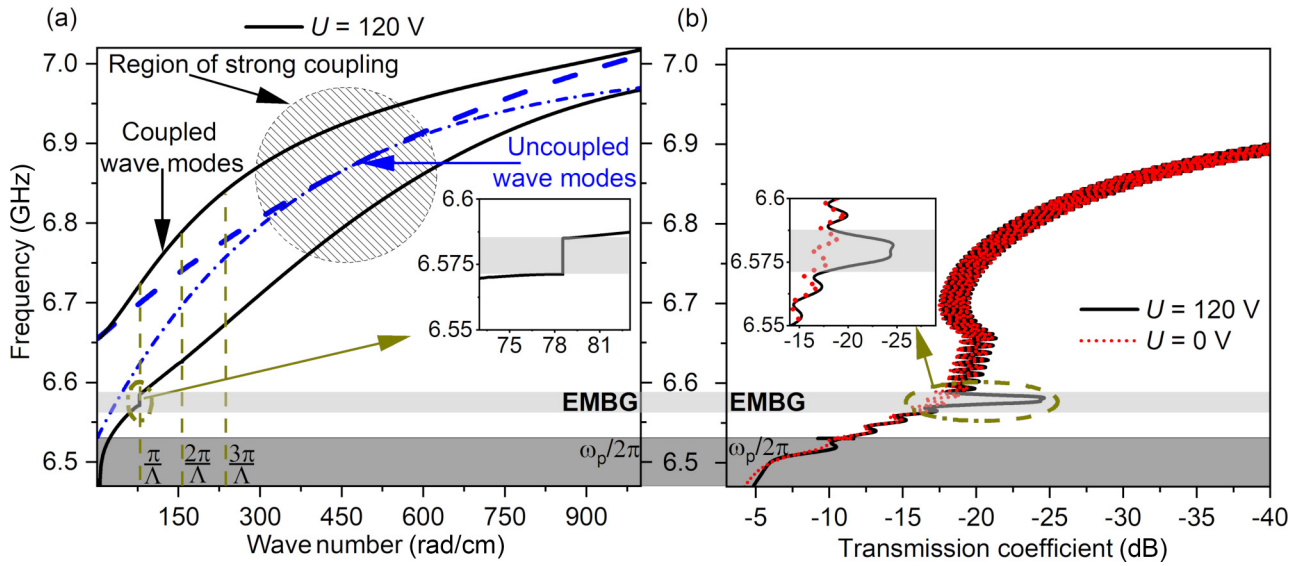 (a)
U = 120 V
Region of strong coupling
Coupled
wave modes
Uncoupled
wave modes
6.6
6.575
6.55
75 78 81
EMBG
ωp/2π
π/Λ 2π/Λ 3π/Λ
7.0
6.9
6.8
6.7
6.6
6.5
Frequency (GHz)
150 300 450 600 750 900
Wave number (rad/cm)
(b)
7.0
6.9
6.8
6.7
6.6
6.5
6.6
6.575
6.55
-14 -20 -25
U = 120 V
U = 0 V
EMBG
ωp/2π
-5 -10 -15 -20 -25 -30 -35 -40
Transmission coefficient (dB)